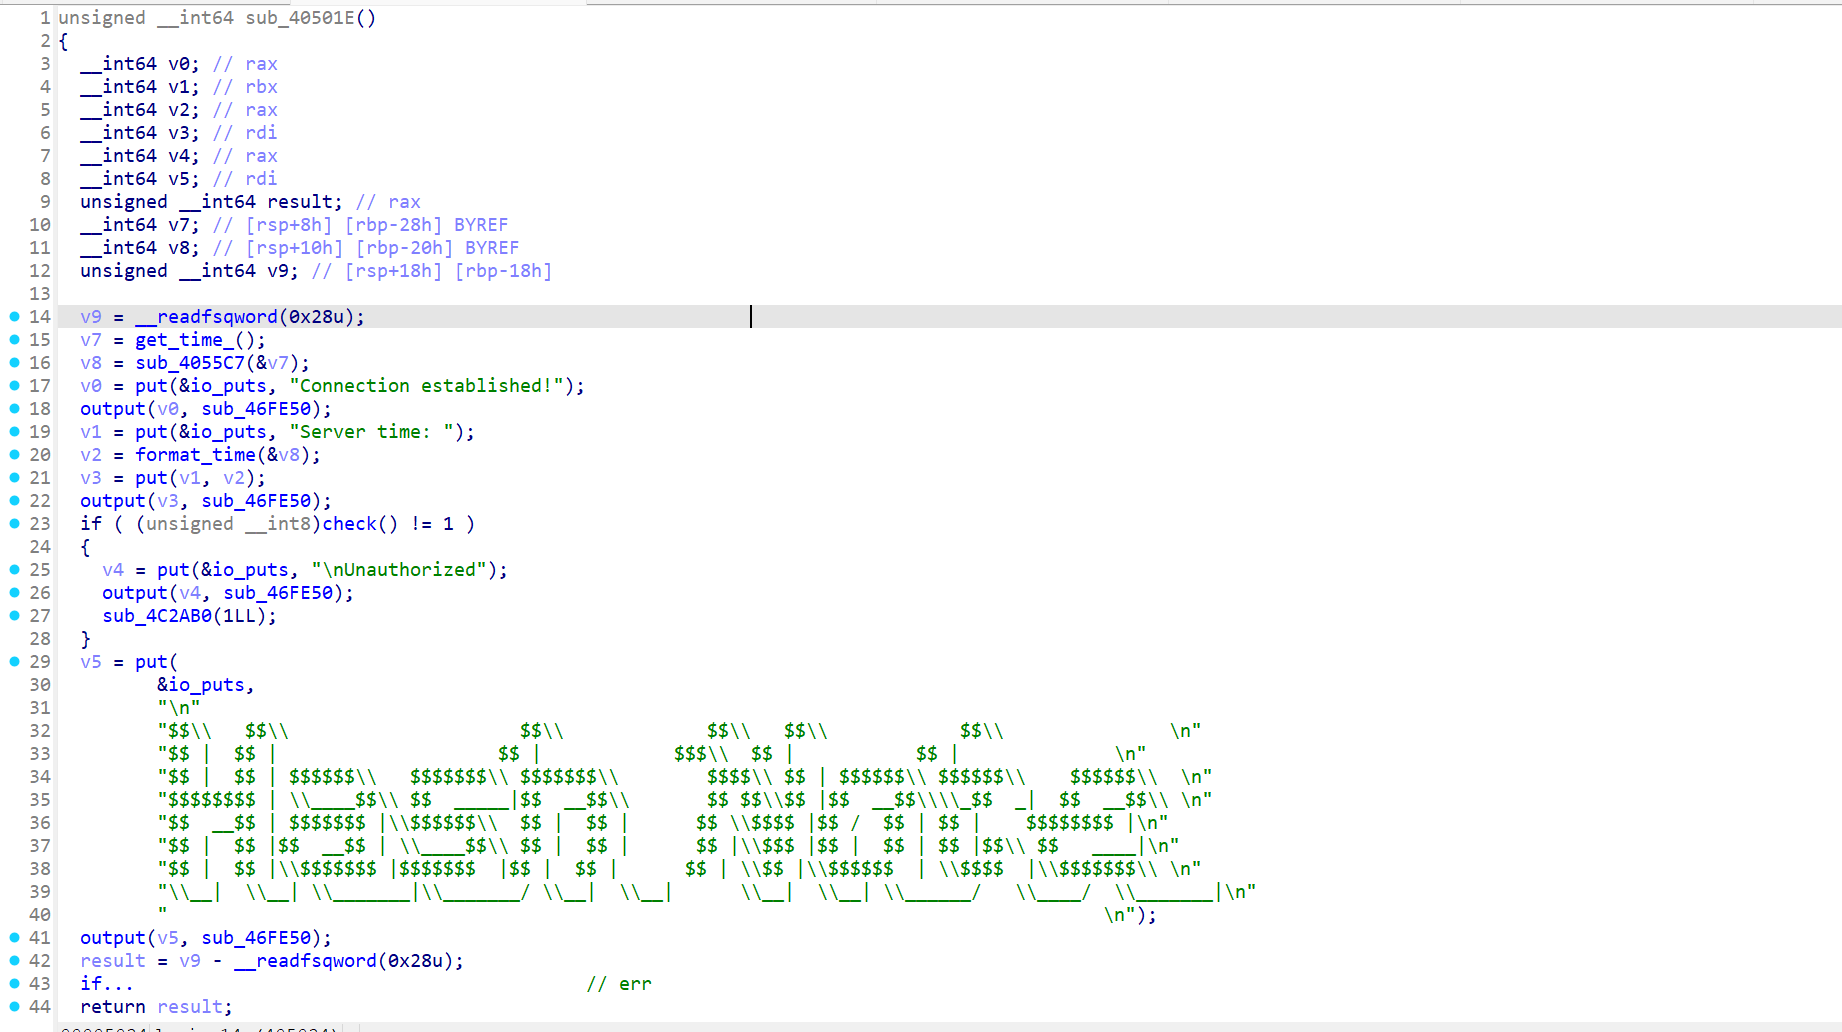 1 unsigned __int64 sub_40501E()
2 {
3   __int64 v0; // rax
4   __int64 v1; // rbx
5   __int64 v2; // rax
6   __int64 v3; // rdi
7   __int64 v4; // rax
8   __int64 v5; // rdi
9   unsigned __int64 result; // rax
10   __int64 v7; // [rsp+8h] [rbp-28h] BYREF
11   __int64 v8; // [rsp+10h] [rbp-20h] BYREF
12   unsigned __int64 v9; // [rsp+18h] [rbp-18h]
13
14   v9 = __readfsqword(0x28u);
15   v7 = get_time_();
16   v8 = sub_4055C7(&v7);
17   v0 = put(&io_puts, "Connection established!");
18   output(v0, sub_46FE50);
19   v1 = put(&io_puts, "Server time: ");
20   v2 = format_time(&v8);
21   v3 = put(v1, v2);
22   output(v3, sub_46FE50);
23   if ( (unsigned __int8)check() != 1 )
24   {
25     v4 = put(&io_puts, "\nUnauthorized");
26     output(v4, sub_46FE50);
27     sub_4C2AB0(1LL);
28   }
29   v5 = put(
30          &io_puts,
31          "\n"
32          "$$\\   $$\\                     $$\\             $$\\   $$\\            $$\\               \n"
33          "$$ |  $$ |                    $$ |            $$$\\  $$ |           $$ |              \n"
34          "$$ |  $$ | $$$$$$\\   $$$$$$$\\ $$$$$$$\\        $$$$\\ $$ | $$$$$$\\ $$$$$$\\    $$$$$$\\  \n"
35          "$$$$$$$$ | \\____$$\\ $$  _____|$$  __$$\\       $$ $$\\$$ |$$  __$$\\\\_$$  _|  $$  __$$\\ \n"
36          "$$  __$$ | $$$$$$$ |\\$$$$$$\\  $$ |  $$ |      $$ \\$$$$ |$$ /  $$ | $$ |    $$$$$$$$ |\n"
37          "$$ |  $$ |$$  __$$ | \\____$$\\ $$ |  $$ |      $$ |\\$$$ |$$ |  $$ | $$ |$$\\ $$   ____|\n"
38          "$$ |  $$ |\\$$$$$$$ |$$$$$$$  |$$ |  $$ |      $$ | \\$$ |\\$$$$$$  | \\$$$$  |\\$$$$$$$\\ \n"
39          "\\__|  \\__| \\_______|\\_______/ \\__|  \\__|      \\__|  \\__| \\______/   \\____/  \\_______|\n"
40          "                                                                                      \n");
41   output(v5, sub_46FE50);
42   result = v9 - __readfsqword(0x28u);
43   if...                                         // err
44   return result;